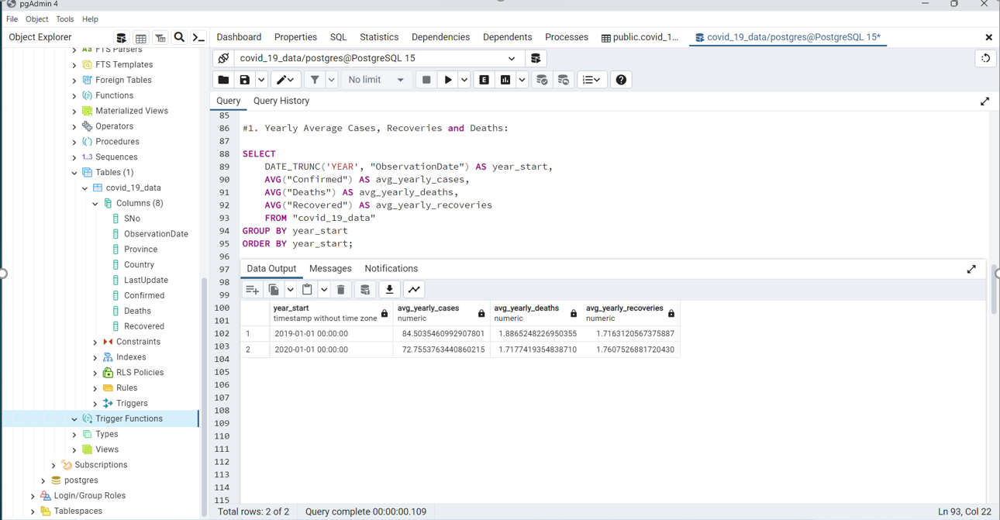 pgAdmin 4
File Object Tools Help
Object Explorer
Dashboard Properties SQL Statistics Dependencies Dependents Processes public.covid_1... covid_19_data/postgres@PostgreSQL 15*
FTS Parsers
FTS Templates
Foreign Tables
Functions
Materialized Views
Operators
Procedures
1..3 Sequences
Tables (1)
covid_19_data
Columns (8)
SNo
ObservationDate
Province
Country
LastUpdate
Confirmed
Deaths
Recovered
Constraints
Indexes
RLS Policies
Rules
Triggers
Trigger Functions
Types
Views
Subscriptions
postgres
Login/Group Roles
Tablespaces
covid_19_data/postgres@PostgreSQL 15
No limit
E
Query Query History
85
86 #1. Yearly Average Cases, Recoveries and Deaths:
87
88 SELECT
89 DATE_TRUNC('YEAR', "ObservationDate") AS year_start,
90 AVG("Confirmed") AS avg_yearly_cases,
91 AVG("Deaths") AS avg_yearly_deaths,
92 AVG("Recovered") AS avg_yearly_recoveries
93 FROM "covid_19_data"
94 GROUP BY year_start
95 ORDER BY year_start;
96
97
98
99
100
101
102
103
104
105
106
107
108
109
110
111
112
113
114
115
Data Output Messages Notifications
year_start avg_yearly_cases avg_yearly_deaths avg_yearly_recoveries
timestamp without time zone numeric numeric numeric
1 2019-01-01 00:00:00 84.5035460992907801 1.8865248226950355 1.7163120567375887
2 2020-01-01 00:00:00 72.7553763440860215 1.7177419354838710 1.7607526881720430
Total rows: 2 of 2 Query complete 00:00:00.109 Ln 93, Col 22